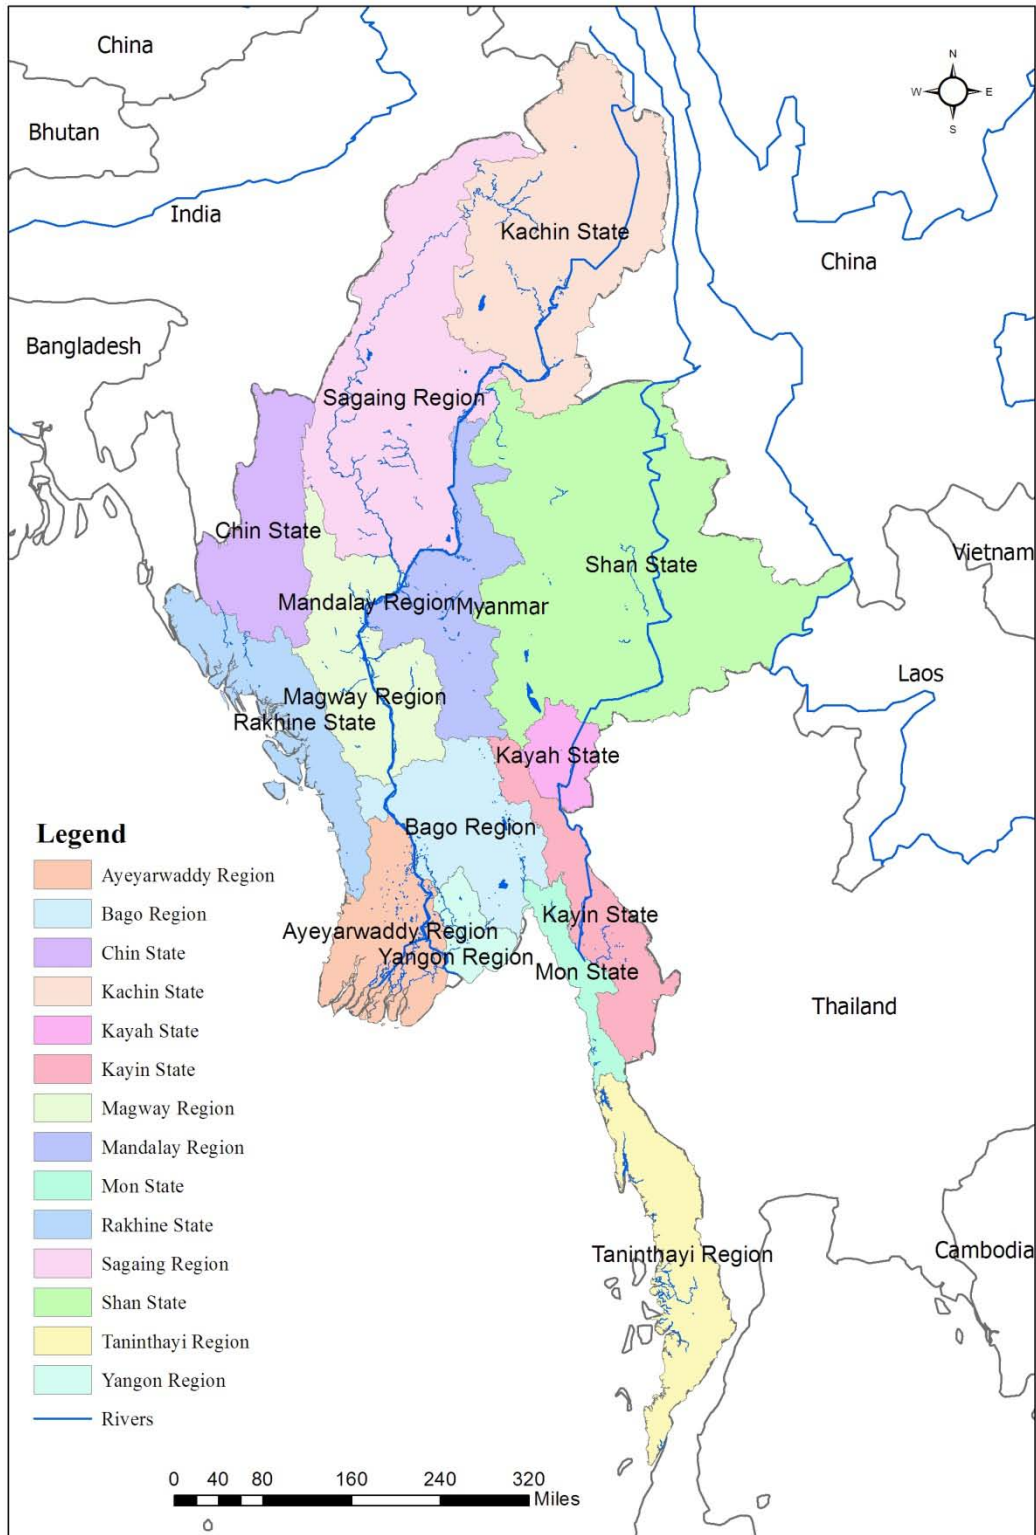 China
N
W
E
S
Bhutan
India
Kachin State
China
Bangladesh
Sagaing Region
Chin State
Vietnam
Shan State
Mandalay Region
Myanmar
Laos
Magway Region
Rakhine State
Kayah State
Bago Region
Kayin State
Ayeyarwaddy Region
Yangon Region
Mon State
Thailand
Taninthayi Region
Cambodia
Legend
Ayeyarwaddy Region
Bago Region
Chin State
Kachin State
Kayah State
Kayin State
Magway Region
Mandalay Region
Mon State
Rakhine State
Sagaing Region
Shan State
Taninthayi Region
Yangon Region
Rivers
0 40 80 160 240 320
Miles